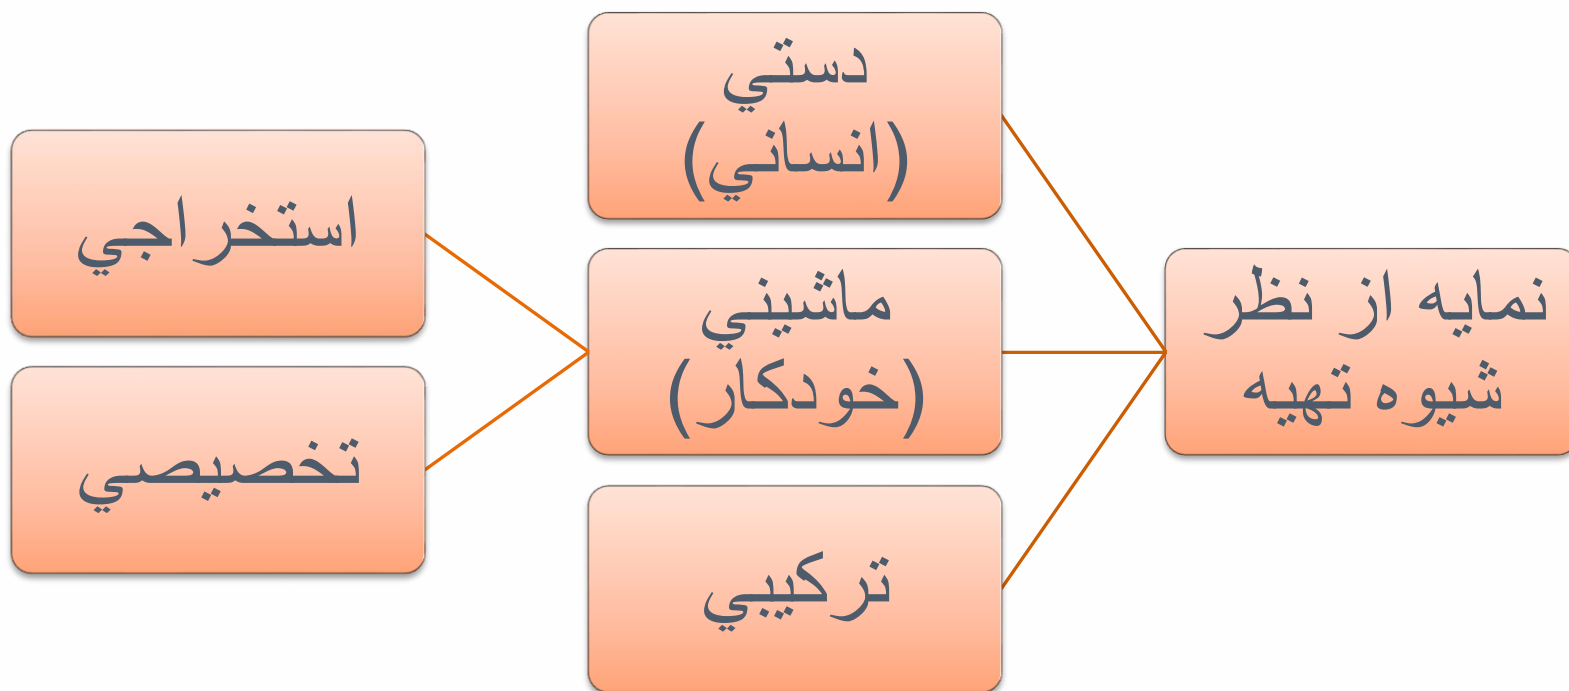 نمايه از نظر
شيوه تهيه
دستي
(انساني)
ماشيني
(خودكار)
تركيبي
استخراجي
تخصيصي